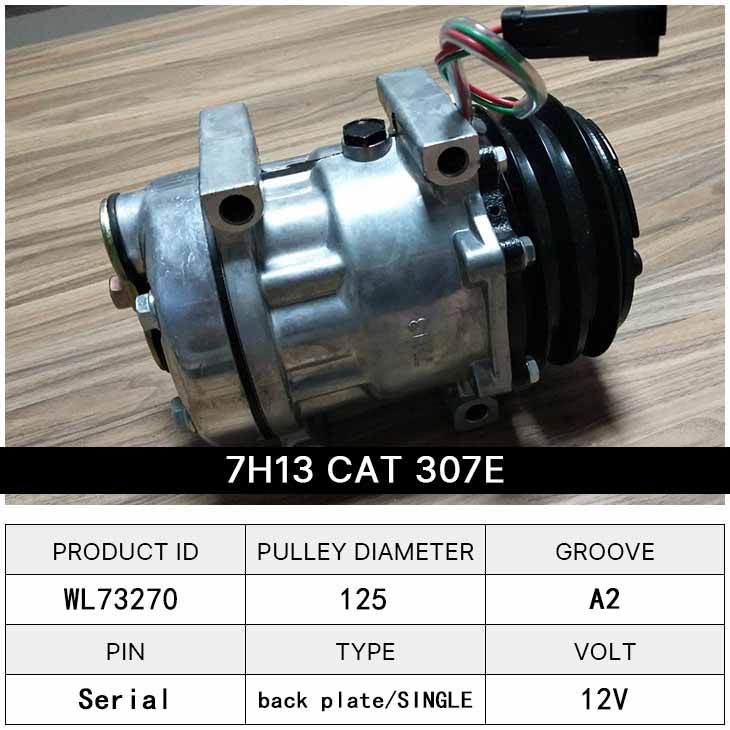 7H13
7H13 CAT 307E
PRODUCT ID PULLEY DIAMETER GROOVE
WL73270 125 A2
PIN TYPE VOLT
Serial back plate/SINGLE 12V